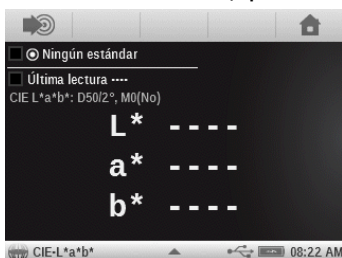 Ningún estándar
Última lectura ----
CIE L*a*b*: D50/2°, M0(No)
L* ----
a* ----
b* ----
CIE-L*a*b* 08:22 AM